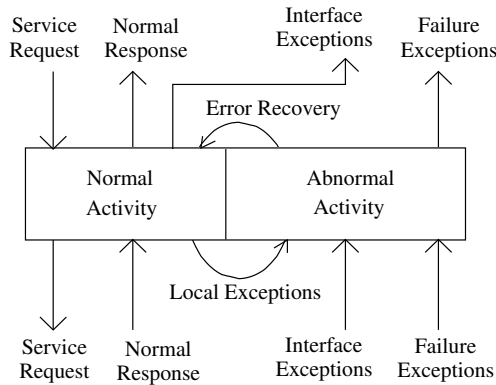 Service
Request
Normal
Response
Interface
Exceptions
Failure
Exceptions
Error Recovery
Normal
Activity
Abnormal
Activity
Local Exceptions
Service
Request
Normal
Response
Interface
Exceptions
Failure
Exceptions